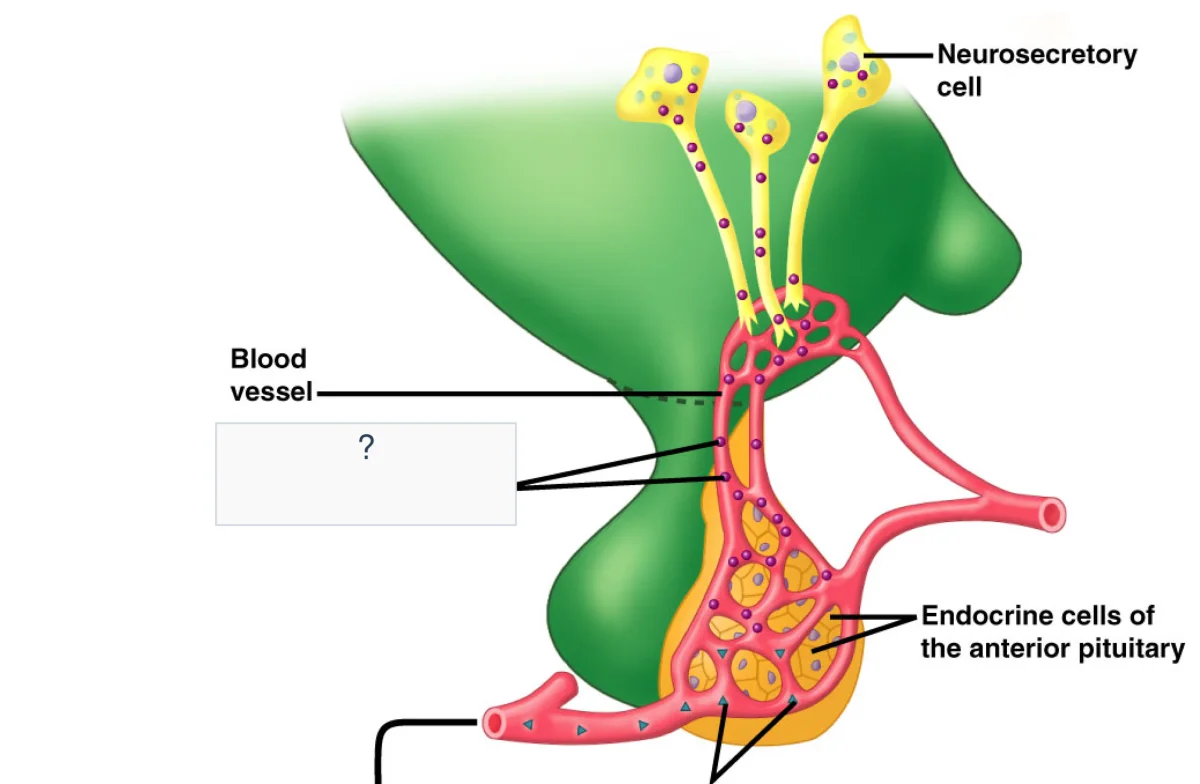 Neurosecretory
cell
Blood
vessel
?
Endocrine cells of
the anterior pituitary